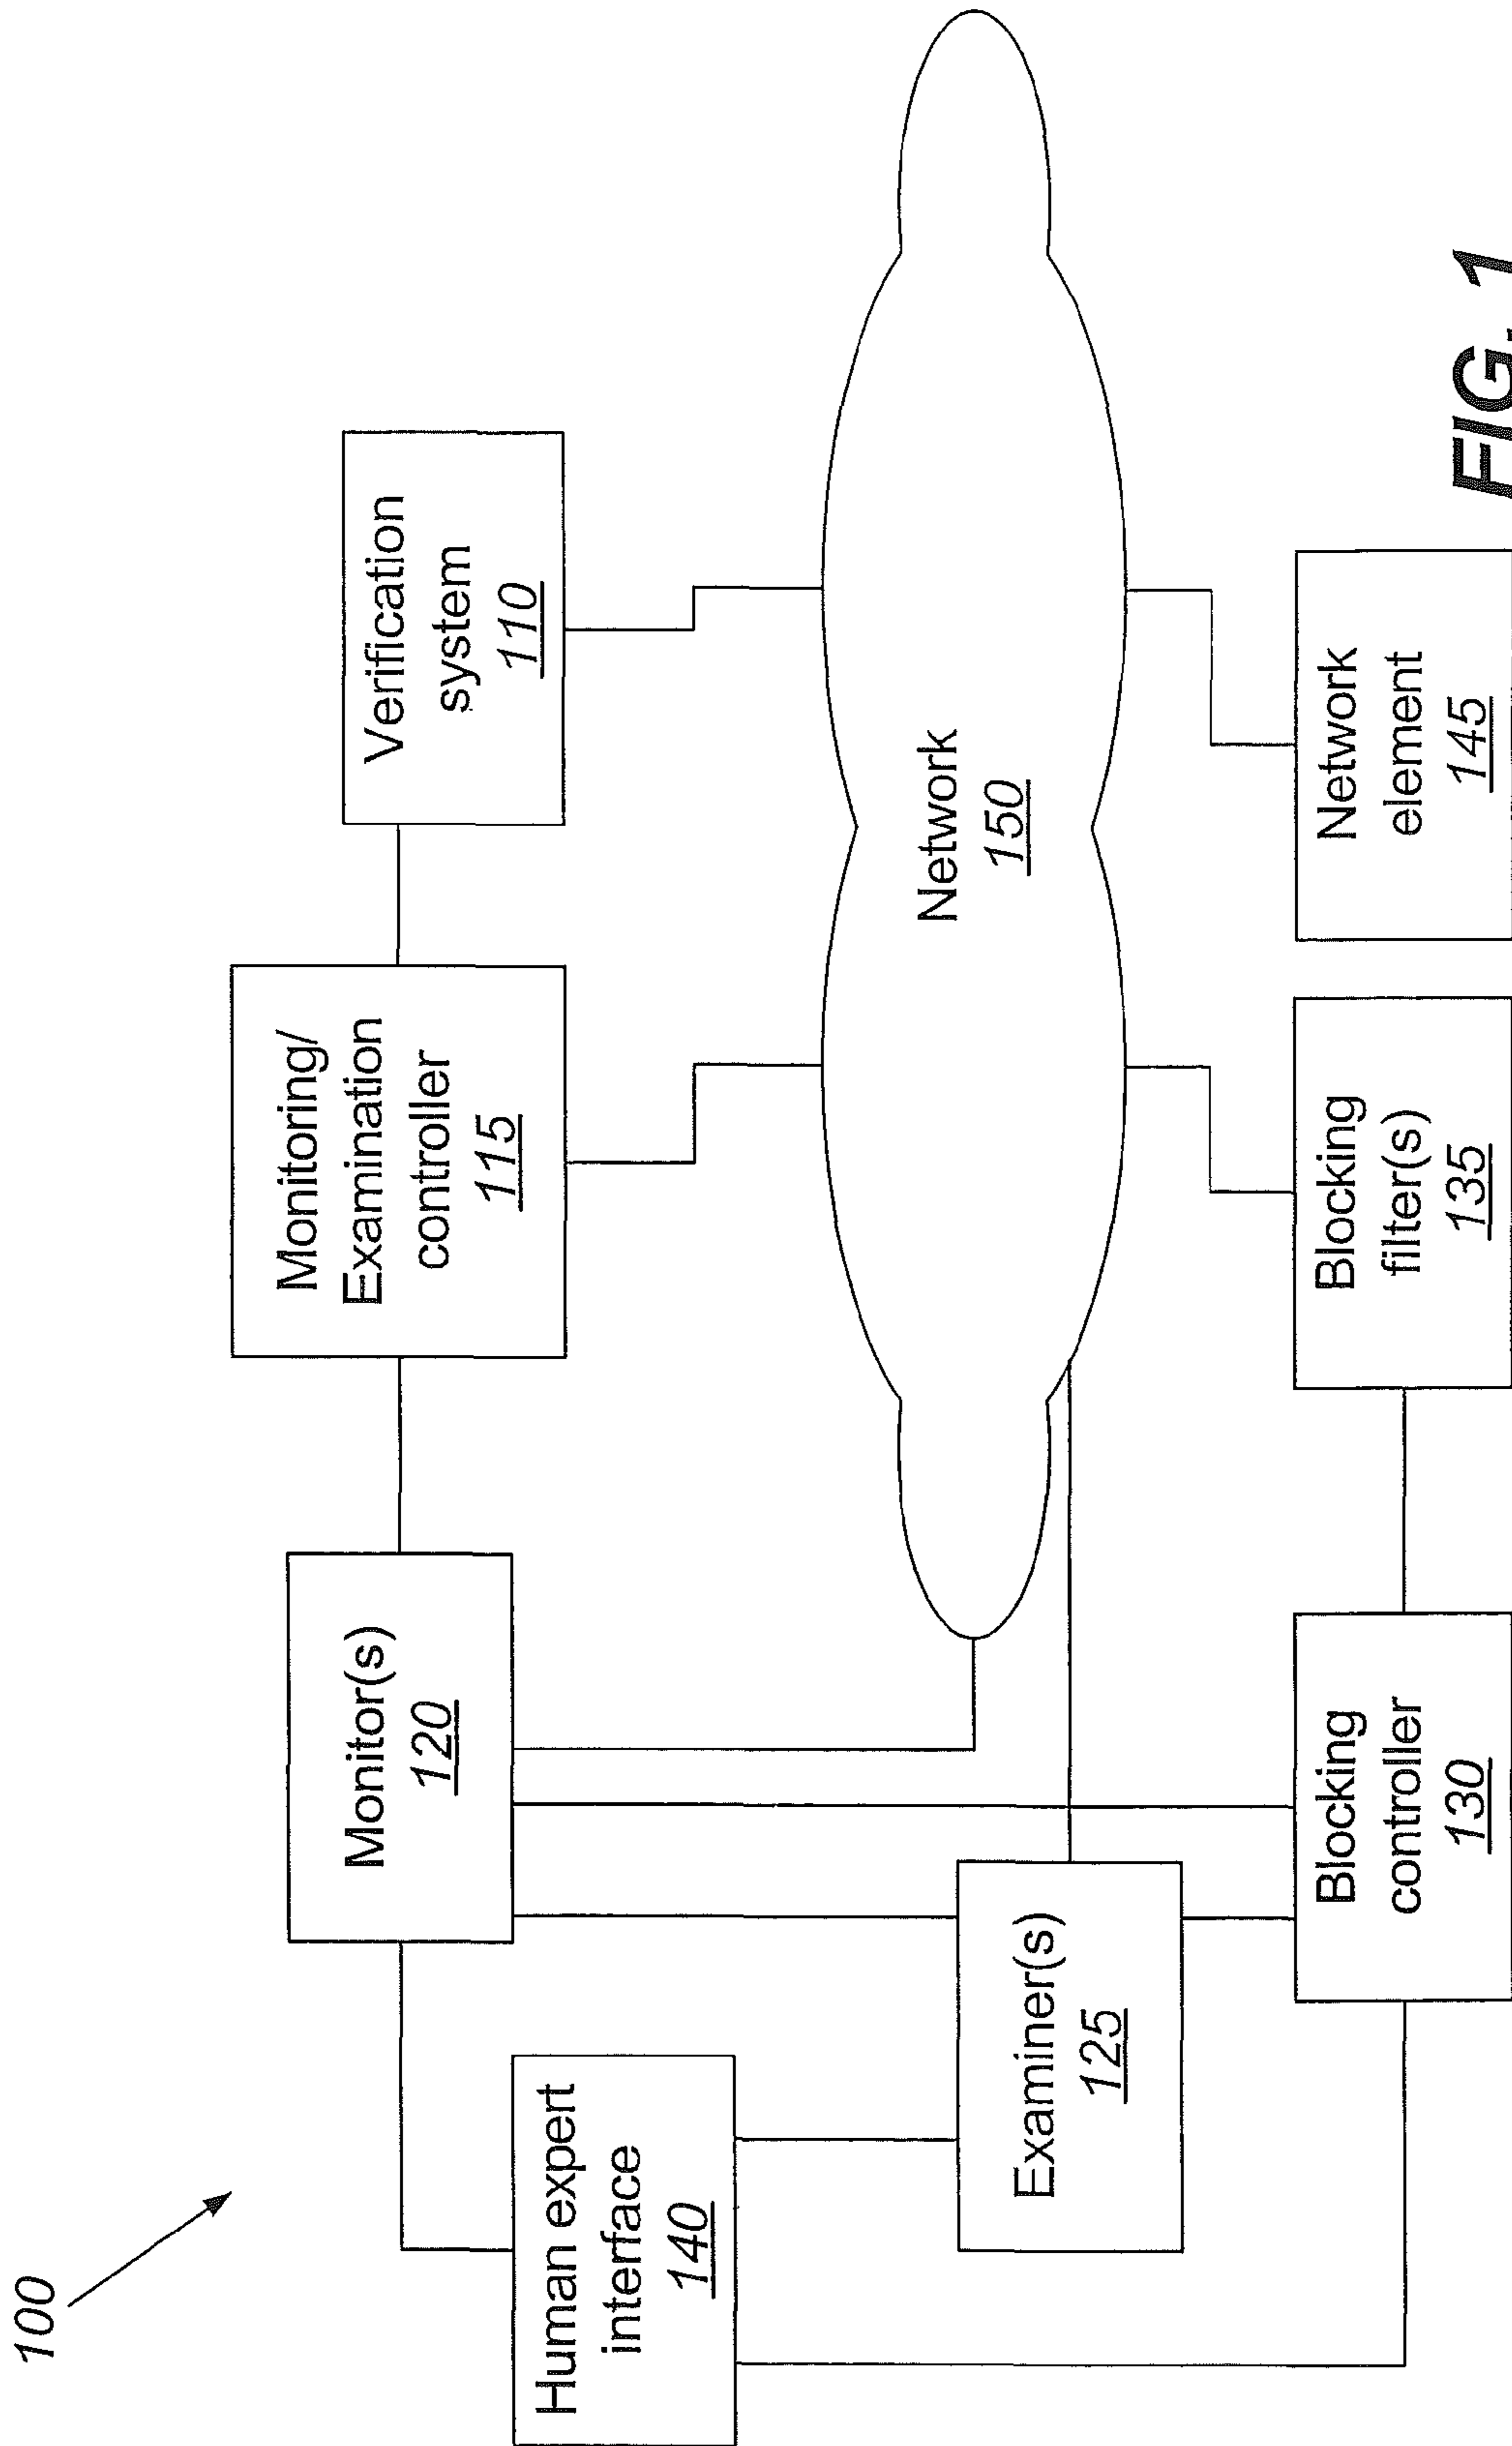 100
Human expert
interface
140
Monitor(s)
120
Monitoring/
Examination
controller
115
Verification
system
110
Examiner(s)
125
Network
150
Blocking
controller
130
Blocking
filter(s)
135
Network
element
145
FIG. 1